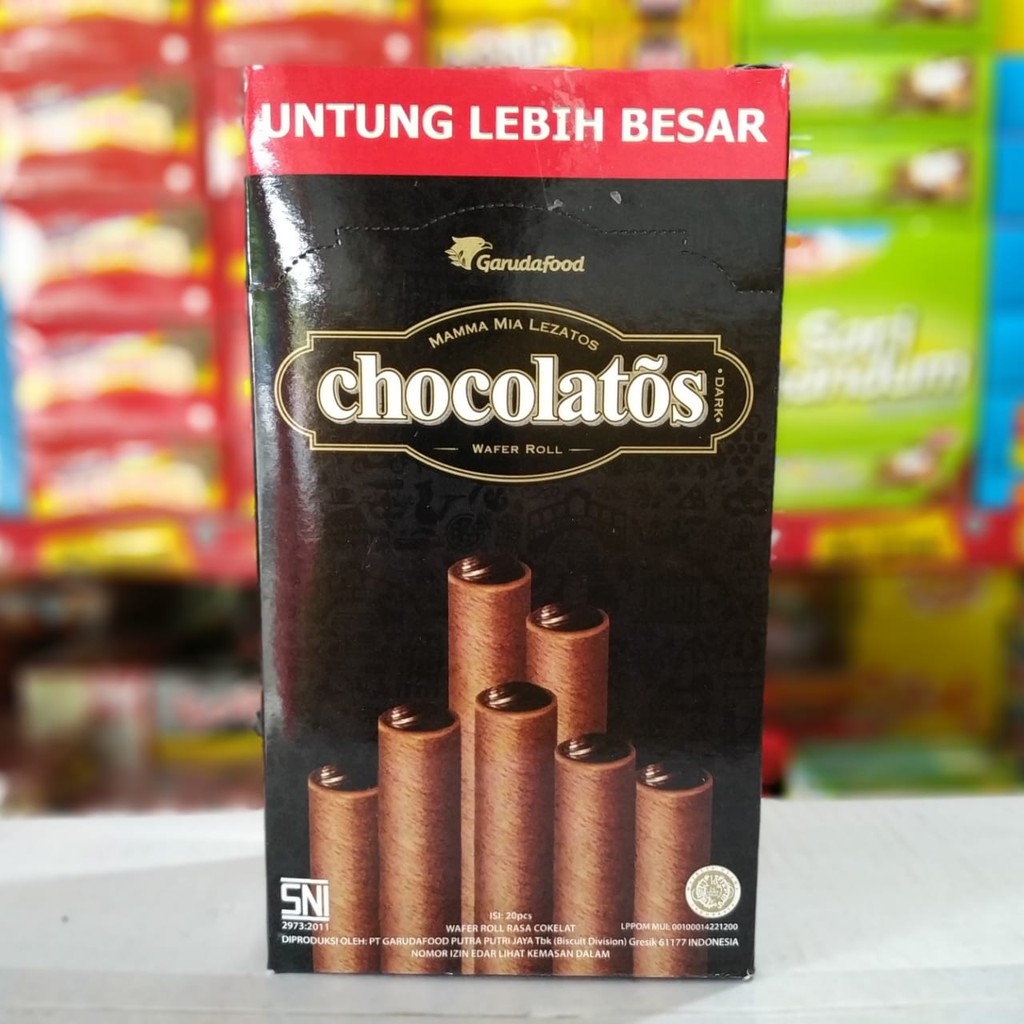 UNTUNG LEBIH BESAR
Garudafood
MAMMA MIA LEZATOS
chocolatõs
• DARK •
WAFER ROLL
SNI
2973:2011
ISI: 20pcs
WAFER ROLL RASA COKELAT
LPPOM MUI: 00100014221200
DIPRODUKSI OLEH: PT GARUDAFOOD PUTRA PUTRI JAYA Tbk (Biscuit Division) Gresik 61177 INDONESIA
NOMOR IZIN EDAR LIHAT KEMASAN DALAM